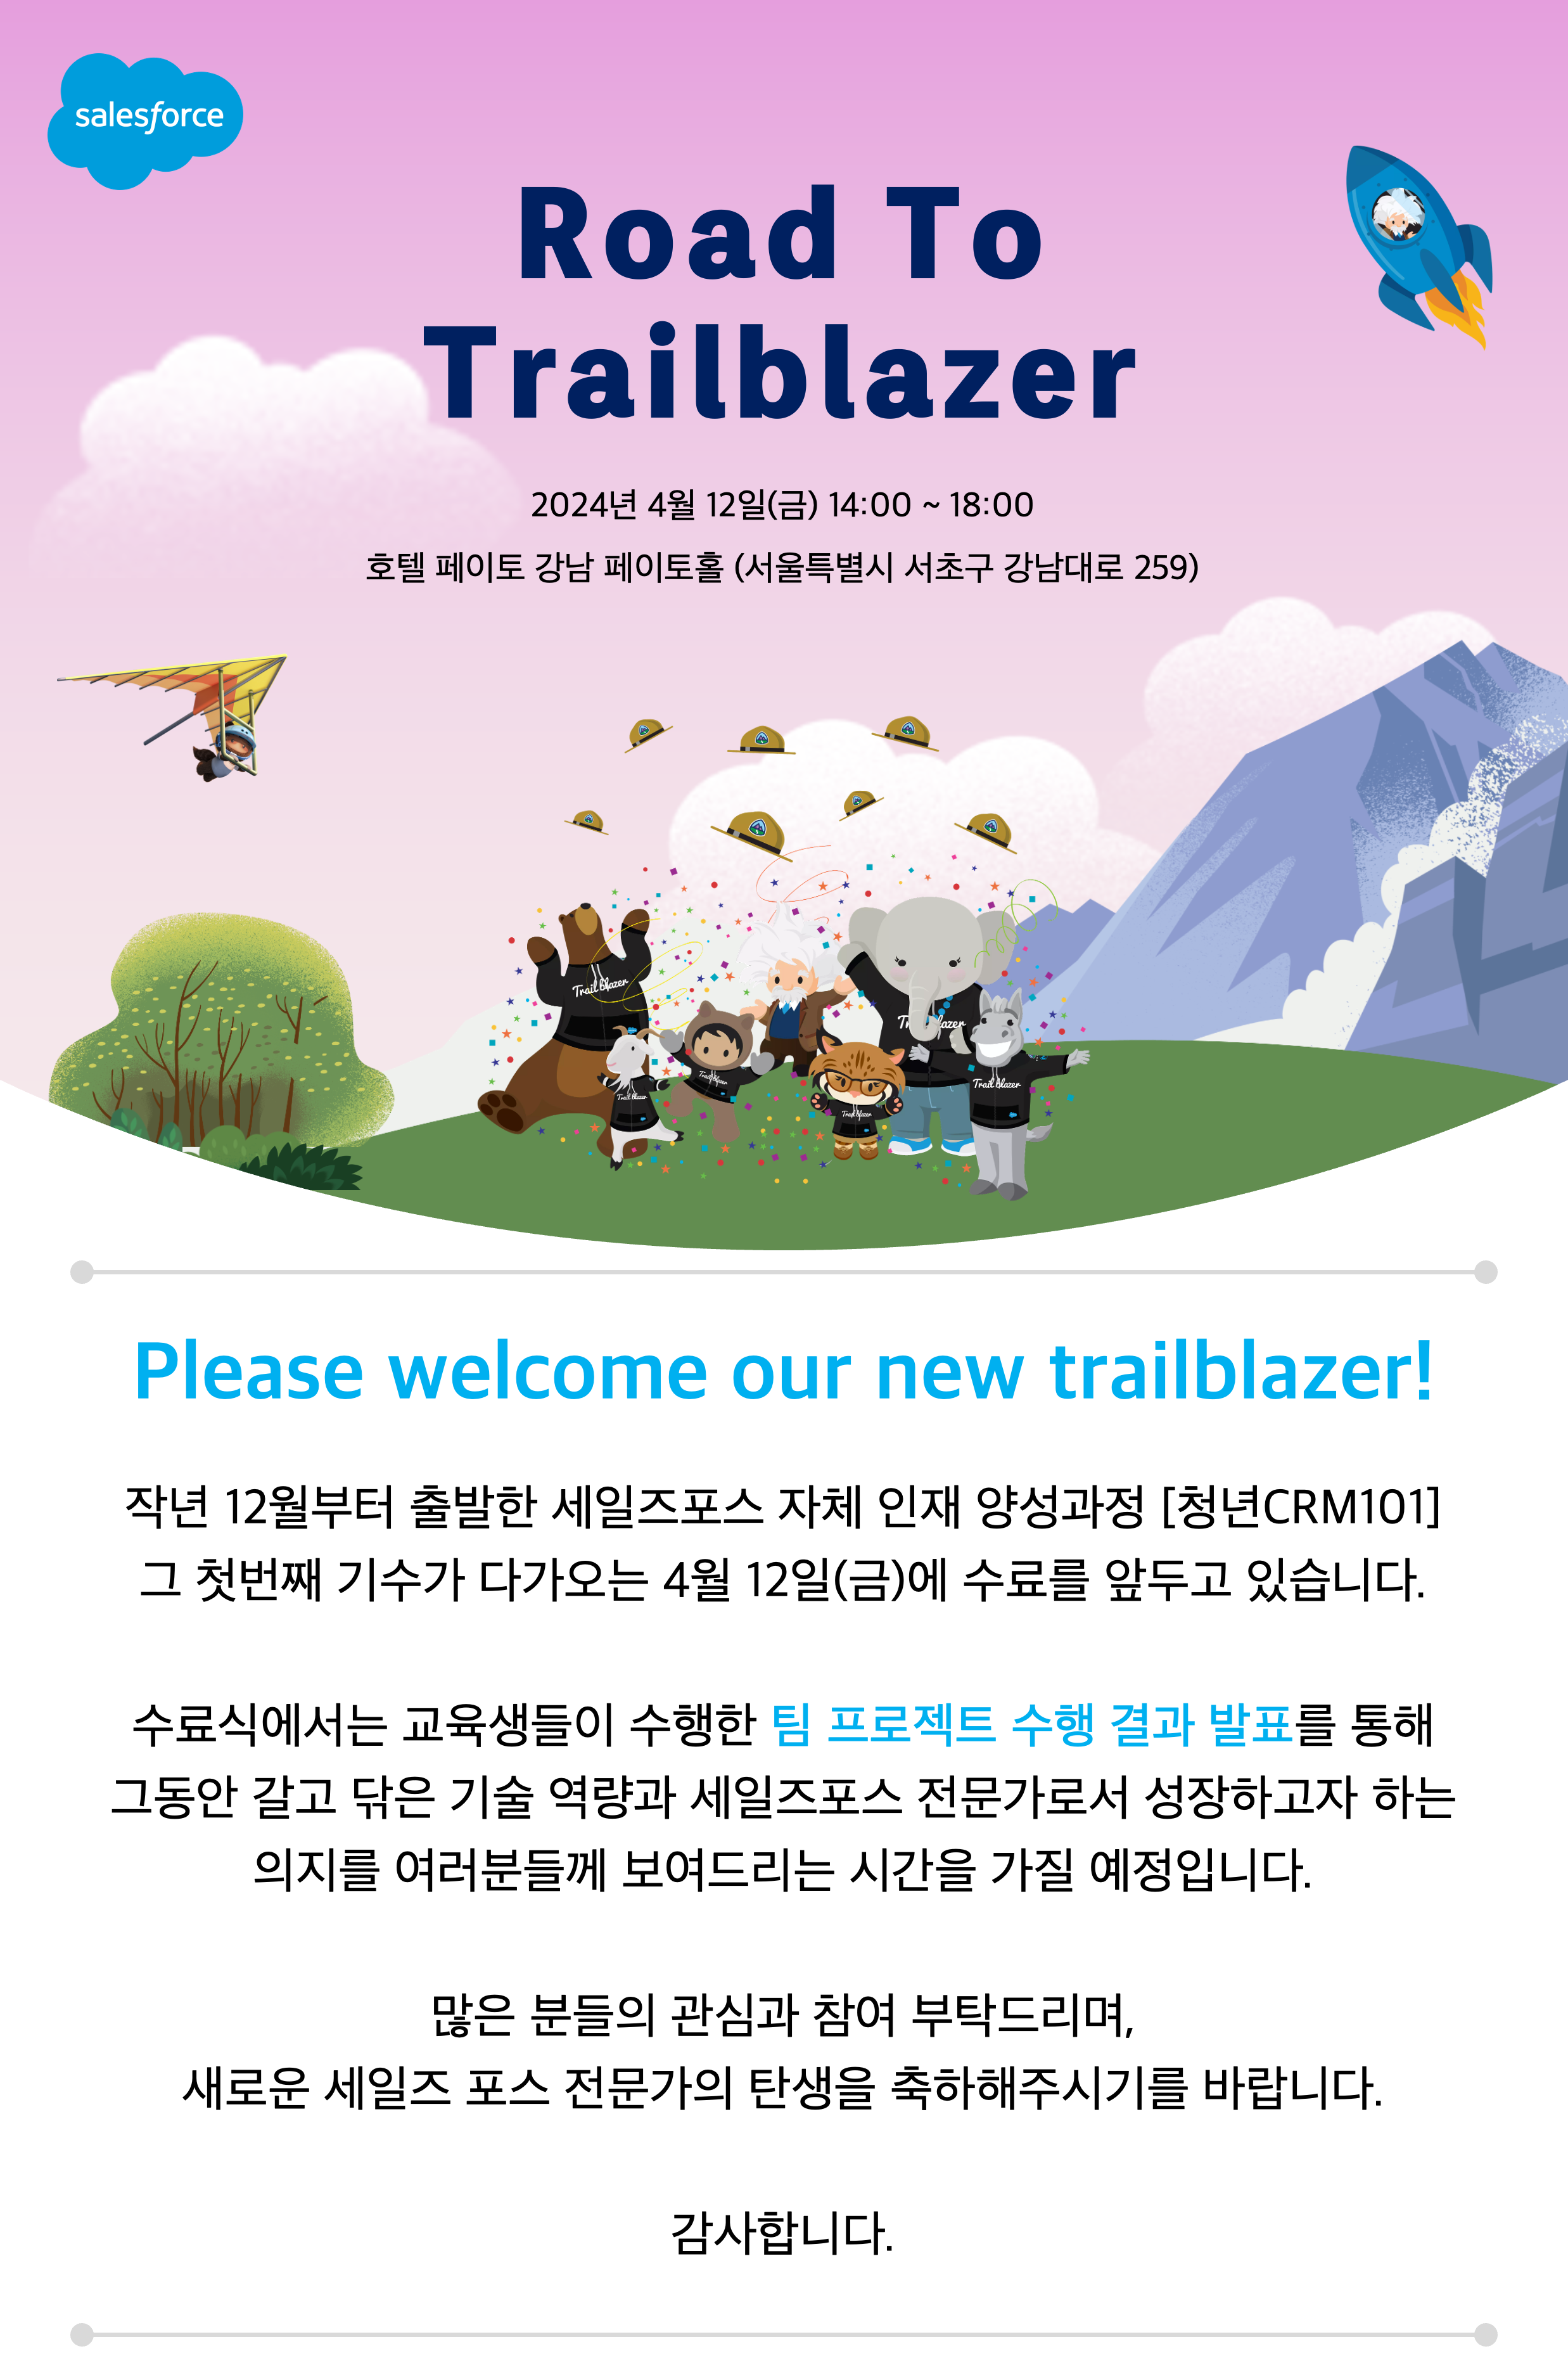 salesforce
Road To
Trailblazer
2024년 4월 12일(금) 14:00 ~ 18:00
호텔 페이토 강남 페이토홀 (서울특별시 서초구 강남대로 259)
Trailblazer
Trailblazer
Trailblazer
Trailblazer
Trailblazer
Please welcome our new trailblazer!
작년 12월부터 출발한 세일즈포스 자체 인재 양성과정 [청년CRM101]
그 첫번째 기수가 다가오는 4월 12일(금)에 수료를 앞두고 있습니다.
수료식에서는 교육생들이 수행한 팀 프로젝트 수행 결과 발표를 통해
그동안 갈고 닦은 기술 역량과 세일즈포스 전문가로서 성장하고자 하는
의지를 여러분들께 보여드리는 시간을 가질 예정입니다.
많은 분들의 관심과 참여 부탁드리며,
새로운 세일즈 포스 전문가의 탄생을 축하해주시기를 바랍니다.
감사합니다.